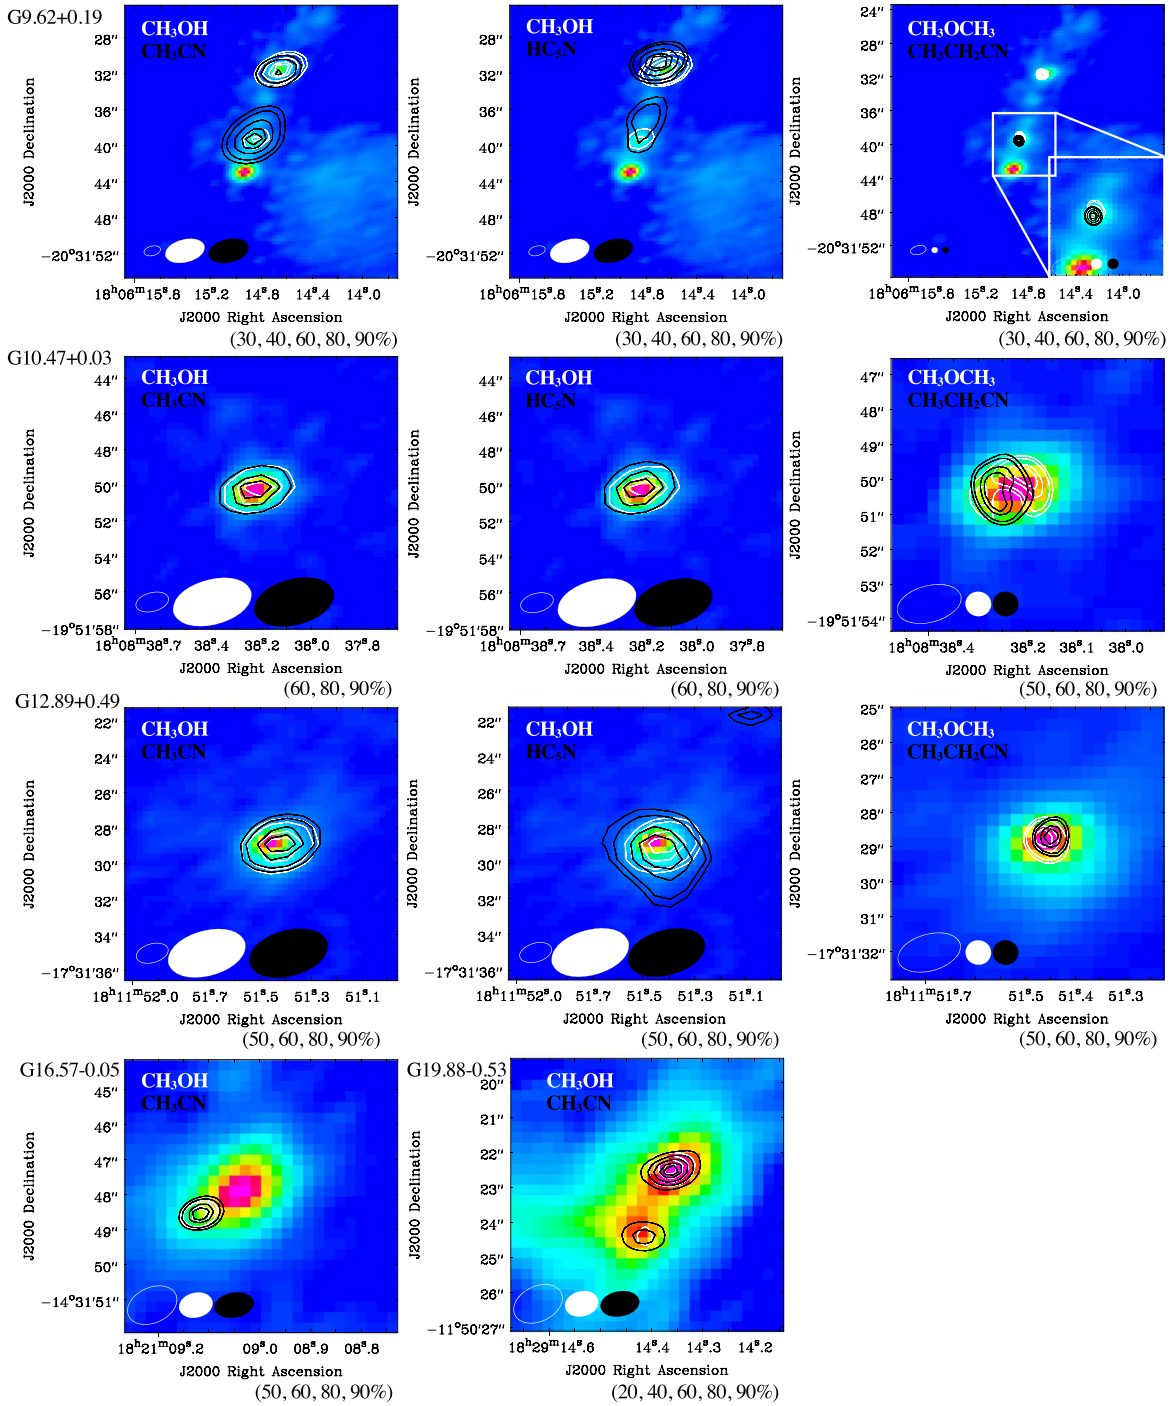 G9.62+0.19
CH₃OH
CH₃CN
28″
32″
36″
40″
44″
48″
−20°31′52″
J2000 Declination
18ʰ06ᵐ15ˢ.8
15ˢ.2
14ˢ.8
14ˢ.0
J2000 Right Ascension
(30, 40, 60, 80, 90%)
CH₃OH
HC₅N
28″
32″
36″
40″
44″
48″
−20°31′52″
J2000 Declination
18ʰ06ᵐ15ˢ.8
15ˢ.2
14ˢ.8
14ˢ.0
J2000 Right Ascension
(30, 40, 60, 80, 90%)
CH₃OCH₃
CH₃CH₂CN
24″
28″
32″
36″
40″
44″
48″
−20°31′52″
J2000 Declination
18ʰ06ᵐ15ˢ.8
15ˢ.2
14ˢ.8
14ˢ.4
14ˢ.0
J2000 Right Ascension
(30, 40, 60, 80, 90%)
G10.47+0.03
CH₃OH
CH₃CN
44″
46″
48″
50″
52″
54″
56″
−19°51′58″
J2000 Declination
18ʰ08ᵐ38ˢ.7
38ˢ.4
38ˢ.2
38ˢ.0
37ˢ.8
J2000 Right Ascension
(60, 80, 90%)
CH₃OH
HC₅N
44″
46″
48″
50″
52″
54″
56″
−19°51′58″
J2000 Declination
18ʰ08ᵐ38ˢ.7
38ˢ.4
38ˢ.2
38ˢ.0
37ˢ.8
J2000 Right Ascension
(60, 80, 90%)
CH₃OCH₃
CH₃CH₂CN
47″
48″
49″
50″
51″
52″
53″
−19°51′54″
J2000 Declination
18ʰ08ᵐ38ˢ.4
38ˢ.2
38ˢ.1
38ˢ.0
J2000 Right Ascension
(50, 60, 80, 90%)
G12.89+0.49
CH₃OH
CH₃CN
22″
24″
26″
28″
30″
32″
34″
−17°31′36″
J2000 Declination
18ʰ11ᵐ52ˢ.0
51ˢ.7
51ˢ.5
51ˢ.3
51ˢ.1
J2000 Right Ascension
(50, 60, 80, 90%)
CH₃OH
HC₅N
22″
24″
26″
28″
30″
32″
34″
−17°31′36″
J2000 Declination
18ʰ11ᵐ52ˢ.0
51ˢ.7
51ˢ.5
51ˢ.3
51ˢ.1
J2000 Right Ascension
(50, 60, 80, 90%)
CH₃OCH₃
CH₃CH₂CN
25″
26″
27″
28″
29″
30″
31″
−17°31′32″
J2000 Declination
18ʰ11ᵐ51ˢ.7
51ˢ.5
51ˢ.4
51ˢ.3
J2000 Right Ascension
(50, 60, 80, 90%)
G16.57-0.05
CH₃OH
CH₃CN
45″
46″
47″
48″
49″
50″
−14°31′51″
J2000 Declination
18ʰ21ᵐ09ˢ.2
09ˢ.0
08ˢ.9
08ˢ.8
J2000 Right Ascension
(50, 60, 80, 90%)
G19.88-0.53
CH₃OH
CH₃CN
20″
21″
22″
23″
24″
25″
26″
−11°50′27″
J2000 Declination
18ʰ29ᵐ14ˢ.6
14ˢ.4
14ˢ.3
14ˢ.2
J2000 Right Ascension
(20, 40, 60, 80, 90%)